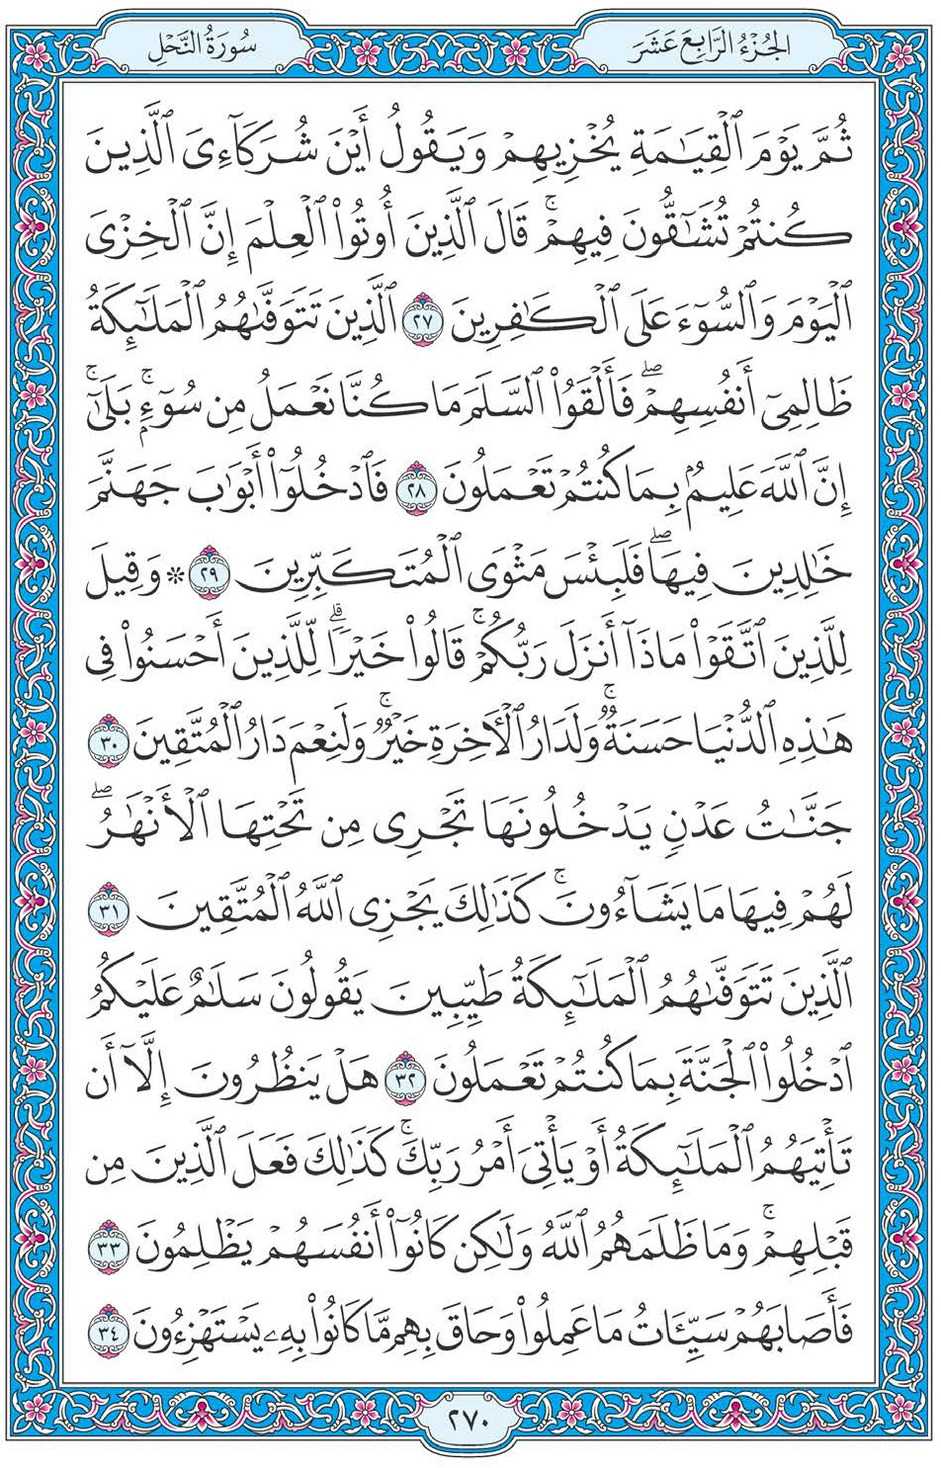 الجُزْءُ الرَّابِعَ عَشَرَ
سُورَةُ النَّحْلِ
ثُمَّ يَوْمَ ٱلْقِيَٰمَةِ يُخْزِيهِمْ وَيَقُولُ أَيْنَ شُرَكَآءِىَ ٱلَّذِينَ
كُنتُمْ تُشَٰٓقُّونَ فِيهِمْ ۚ قَالَ ٱلَّذِينَ أُوتُوا۟ ٱلْعِلْمَ إِنَّ ٱلْخِزْىَ
ٱلْيَوْمَ وَٱلسُّوٓءَ عَلَى ٱلْكَٰفِرِينَ ٢٧ ٱلَّذِينَ تَتَوَفَّىٰهُمُ ٱلْمَلَٰٓئِكَةُ
ظَالِمِىٓ أَنفُسِهِمْ ۖ فَأَلْقَوُا۟ ٱلسَّلَمَ مَا كُنَّا نَعْمَلُ مِن سُوٓءٍۭ ۚ بَلَىٰٓ ۚ
إِنَّ ٱللَّهَ عَلِيمٌۢ بِمَا كُنتُمْ تَعْمَلُونَ ٢٨ فَٱدْخُلُوٓا۟ أَبْوَٰبَ جَهَنَّمَ
خَٰلِدِينَ فِيهَا ۖ فَلَبِئْسَ مَثْوَى ٱلْمُتَكَبِّرِينَ ٢٩ ۞ وَقِيلَ
لِلَّذِينَ ٱتَّقَوْا۟ مَاذَآ أَنزَلَ رَبُّكُمْ ۚ قَالُوا۟ خَيْرًا ۗ لِّلَّذِينَ أَحْسَنُوا۟ فِى
هَٰذِهِ ٱلدُّنْيَا حَسَنَةٌ ۚ وَلَدَارُ ٱلْءَاخِرَةِ خَيْرٌ ۚ وَلَنِعْمَ دَارُ ٱلْمُتَّقِينَ ٣٠
جَنَّٰتُ عَدْنٍ يَدْخُلُونَهَا تَجْرِى مِن تَحْتِهَا ٱلْأَنْهَٰرُ ۖ
لَهُمْ فِيهَا مَا يَشَآءُونَ ۚ كَذَٰلِكَ يَجْزِى ٱللَّهُ ٱلْمُتَّقِينَ ٣١
ٱلَّذِينَ تَتَوَفَّىٰهُمُ ٱلْمَلَٰٓئِكَةُ طَيِّبِينَ يَقُولُونَ سَلَٰمٌ عَلَيْكُمُ
ٱدْخُلُوا۟ ٱلْجَنَّةَ بِمَا كُنتُمْ تَعْمَلُونَ ٣٢ هَلْ يَنظُرُونَ إِلَّآ أَن
تَأْتِيَهُمُ ٱلْمَلَٰٓئِكَةُ أَوْ يَأْتِىَ أَمْرُ رَبِّكَ ۚ كَذَٰلِكَ فَعَلَ ٱلَّذِينَ مِن
قَبْلِهِمْ ۚ وَمَا ظَلَمَهُمُ ٱللَّهُ وَلَٰكِن كَانُوٓا۟ أَنفُسَهُمْ يَظْلِمُونَ ٣٣
فَأَصَابَهُمْ سَيِّـَٔاتُ مَا عَمِلُوا۟ وَحَاقَ بِهِم مَّا كَانُوا۟ بِهِۦ يَسْتَهْزِءُونَ ٣٤
٢٧٠